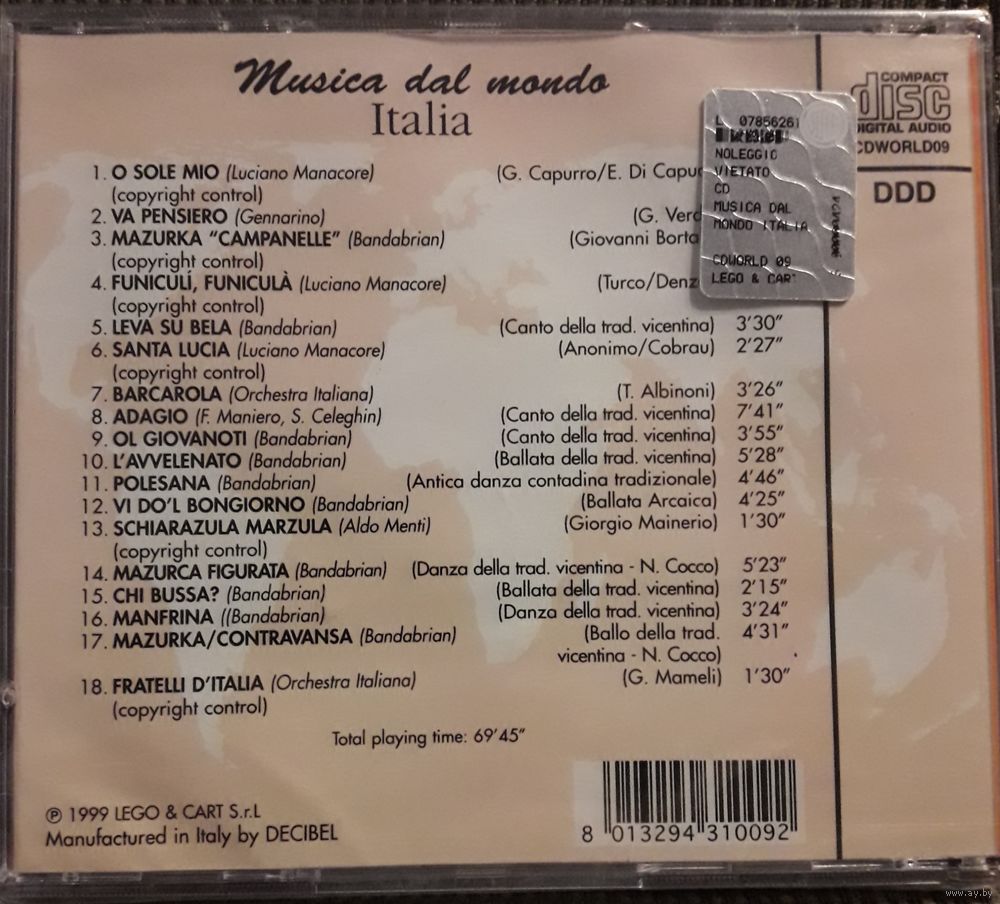 Musica dal mondo
Italia
1. O SOLE MIO (Luciano Manacore) (G. Capurro/E. Di
(copyright control)
2. VA PENSIERO (Gennarino) (G.
3. MAZURKA “CAMPANELLE” (Bandabrian) (Giovanni
(copyright control)
4. FUNICULÍ, FUNICULÀ (Luciano Manacore)
(copyright control)
5. LEVA SU BELA (Bandabrian) (Canto della trad. vicentina) 3’30”
6. SANTA LUCIA (Luciano Manacore) (Anonimo/Cobrau) 2’27”
(copyright control)
7. BARCAROLA (Orchestra Italiana) (T. Albinoni) 3’26”
8. ADAGIO (F. Maniero, S. Celeghin) (Canto della trad. vicentina) 7’41”
9. OL GIOVANOTI (Bandabrian) (Canto della trad. vicentina) 3’55”
10. L’AVVELENATO (Bandabrian) (Ballata della trad. vicentina) 5’28”
11. POLESANA (Bandabrian) (Antica danza contadina tradizionale) 4’46”
12. VI DO’L BONGIORNO (Bandabrian) (Ballata Arcaica) 4’25”
13. SCHIARAZULA MARZULA (Aldo Menti) (Giorgio Mainerio) 1’30”
(copyright control)
14. MAZURCA FIGURATA (Bandabrian) (Danza della trad. vicentina - N. Cocco) 5’23”
15. CHI BUSSA? (Bandabrian) (Ballata della trad. vicentina) 2’15”
16. MANFRINA ((Bandabrian) (Danza della trad. vicentina) 3’24”
17. MAZURKA/CONTRAVANSA (Bandabrian) (Ballo della trad. 4’31”
vicentina - N. Cocco)
18. FRATELLI D’ITALIA (Orchestra Italiana) (G. Mameli) 1’30”
(copyright control)
Total playing time: 69’45”
℗ 1999 LEGO & CART S.r.L
Manufactured in Italy by DECIBEL
8 013294 310092
L 07856261
NOLEGGIO
VIETATO
CD
MUSICA DAL
MONDO ITALIA
CDWORLD 09
LEGO & CAR
COMPACT
disc
DIGITAL AUDIO
CDWORLD09
DDD
www.ay.by